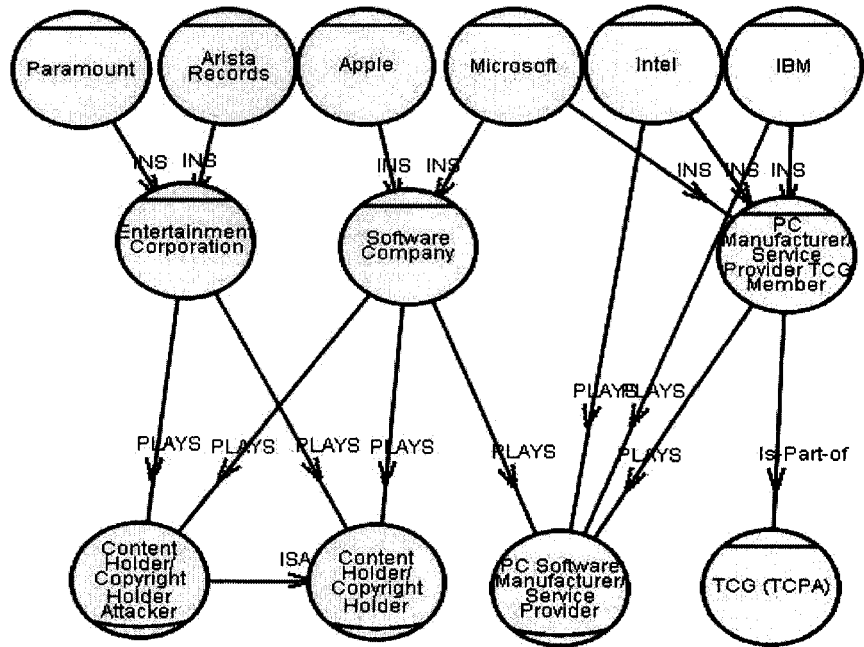 Paramount
Arista
Records
Apple
Microsoft
Intel
IBM
INS
INS
INS
INS
INS
INS
INS
Entertainment
Corporation
Software
Company
PC
Manufacturer/
Service
Provider TCG
Member
PLAYS
PLAYS
PLAYS
PLAYS
PLAYS
PLAYS
PLAYS
PLAYS
Is-Part-of
Content
Holder/
Copyright
Holder
Attacker
ISA
Content
Holder/
Copyright
Holder
PC Software
Manufacturer/
Service
Provider
TCG (TCPA)